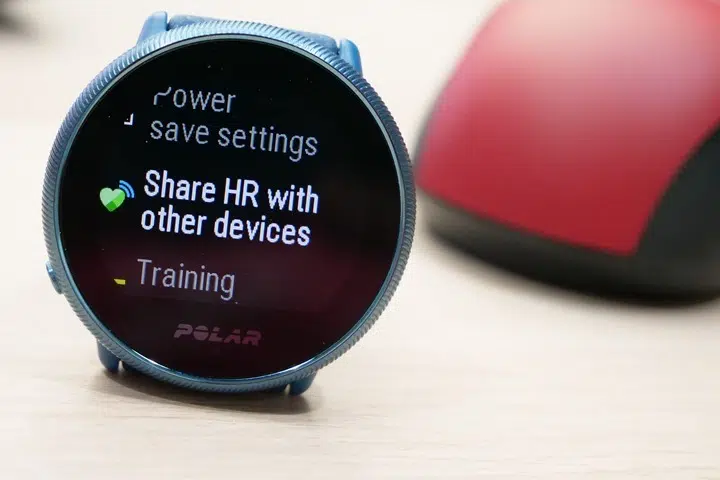 Power
save settings
Share HR with
other devices
Training
POLAR